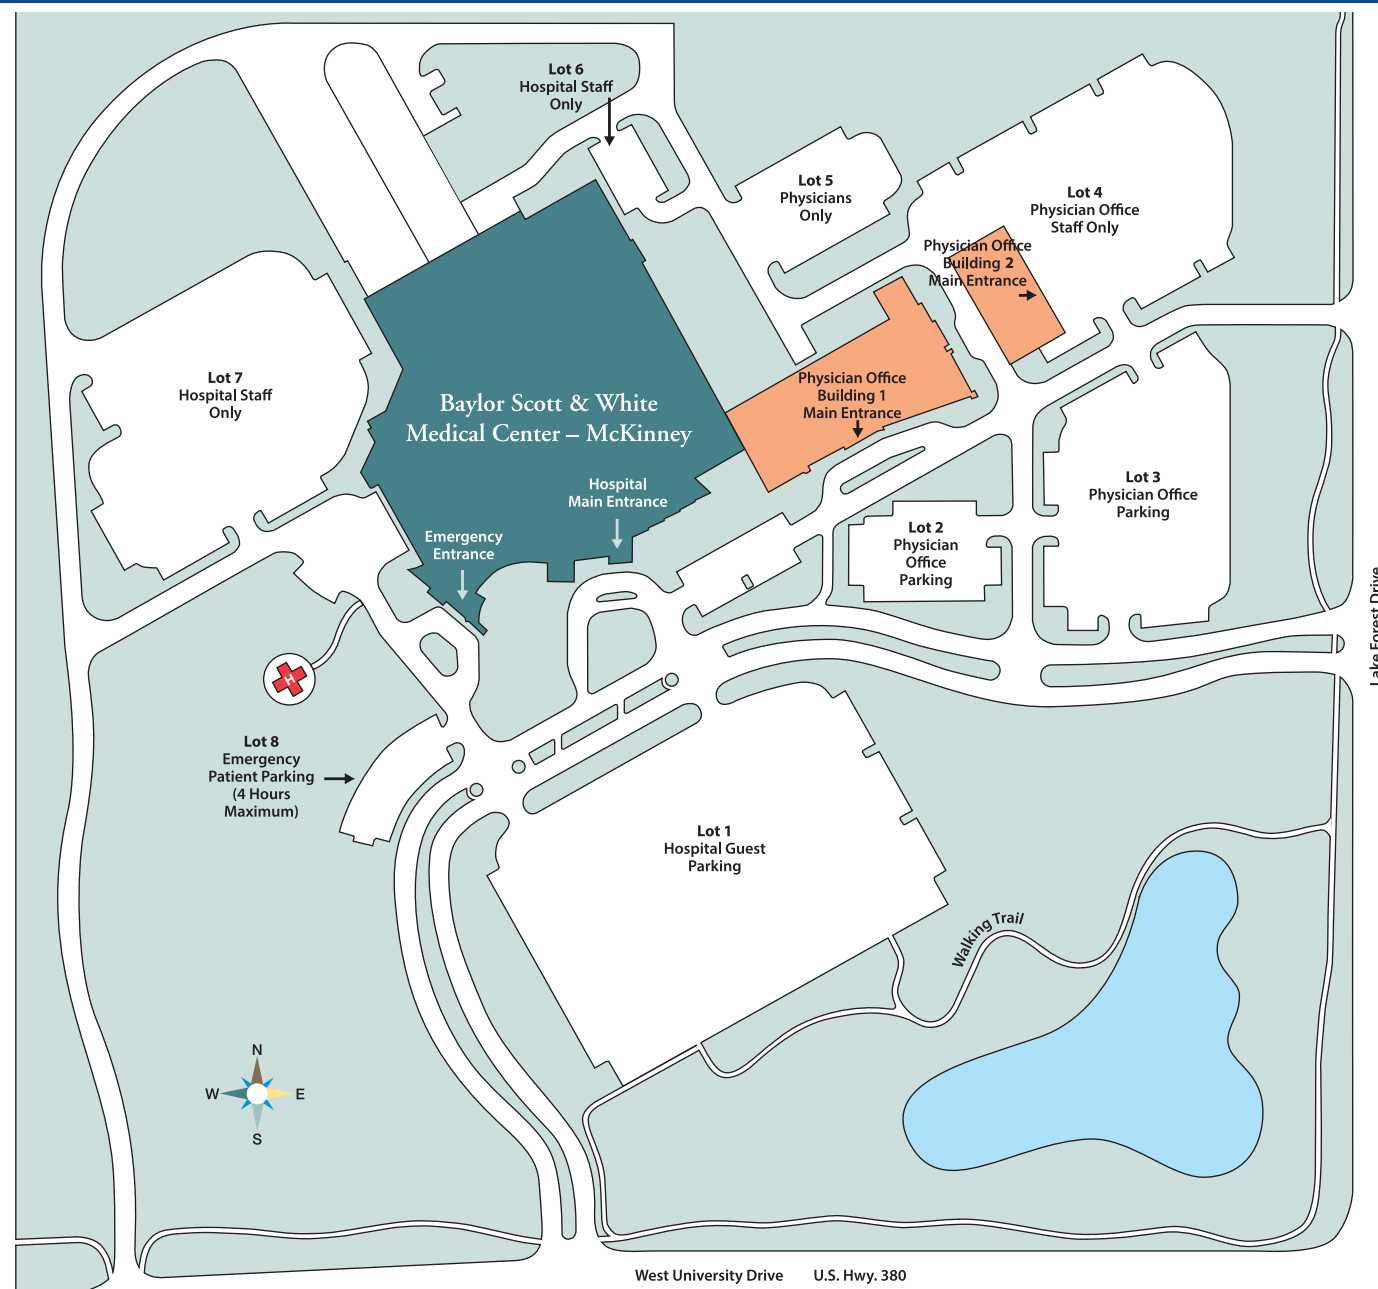 Lot 6
Hospital Staff
Only
Lot 5
Physicians
Only
Lot 4
Physician Office
Staff Only
Physician Office
Building 2
Main Entrance
Lot 7
Hospital Staff
Only
Physician Office
Building 1
Main Entrance
Baylor Scott & White
Medical Center – McKinney
Hospital
Main Entrance
Emergency
Entrance
Lot 3
Physician Office
Parking
Lot 2
Physician
Office
Parking
Lake Forest Drive
H
Lot 8
Emergency
Patient Parking
(4 Hours
Maximum)
Lot 1
Hospital Guest
Parking
Walking Trail
N
W E
S
West University Drive U.S. Hwy. 380